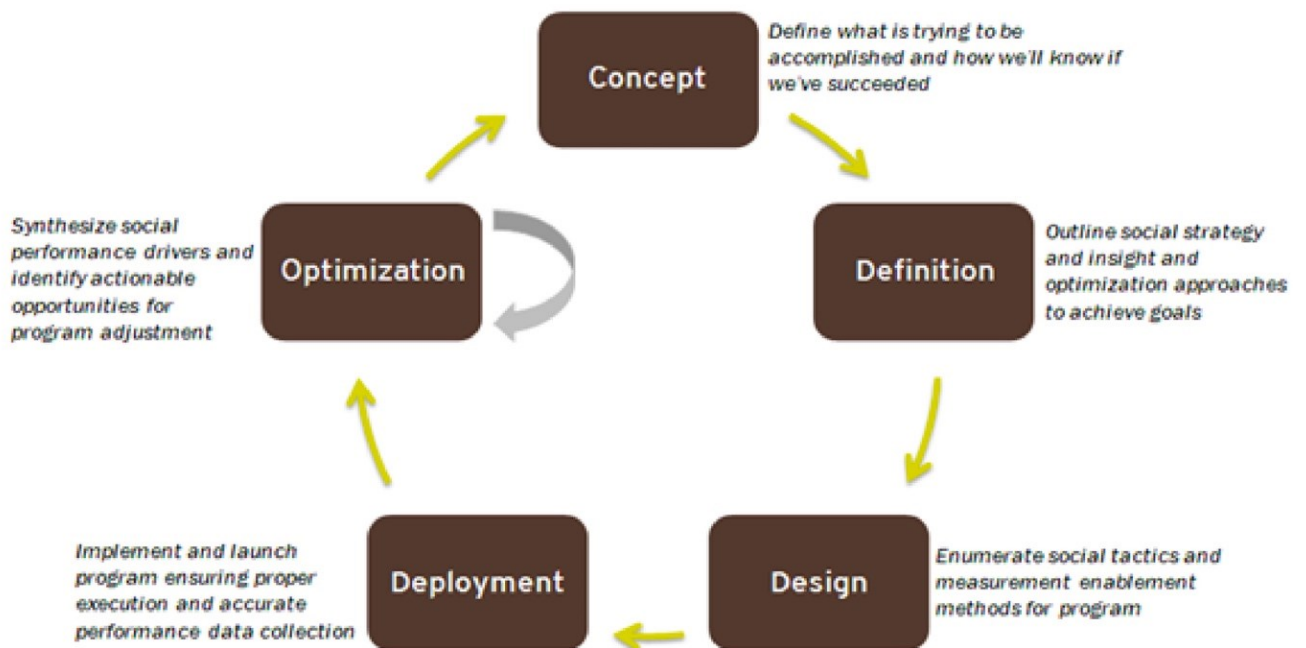 Concept
Define what is trying to be
accomplished and how we'll know if
we've succeeded
Definition
Outline social strategy
and insight and
optimization approaches
to achieve goals
Design
Enumerate social tactics and
measurement enablement
methods for program
Deployment
Implement and launch
program ensuring proper
execution and accurate
performance data collection
Optimization
Synthesize social
performance drivers and
identify actionable
opportunities for
program adjustment